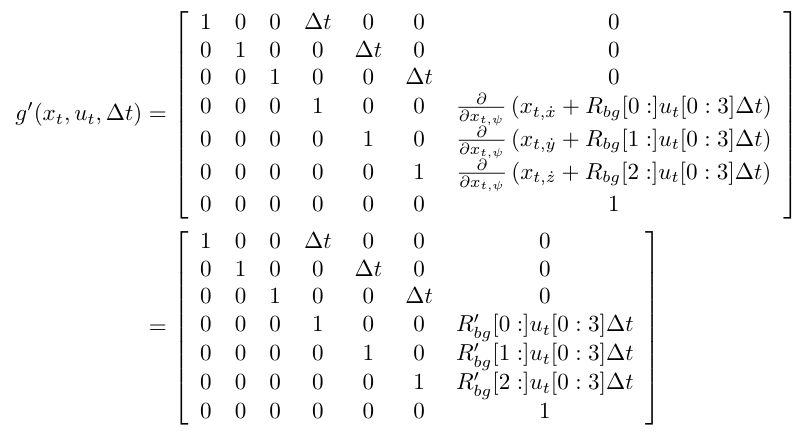 1 0 0 Δt 0 0 0
0 1 0 0 Δt 0 0
0 0 1 0 0 Δt 0
g′(x_t, u_t, Δt) = 0 0 0 1 0 0 ∂/∂x_{t,ψ} (x_{t,ẋ} + R_{bg}[0 :]u_t[0 : 3]Δt)
0 0 0 0 1 0 ∂/∂x_{t,ψ} (x_{t,ẏ} + R_{bg}[1 :]u_t[0 : 3]Δt)
0 0 0 0 0 1 ∂/∂x_{t,ψ} (x_{t,ż} + R_{bg}[2 :]u_t[0 : 3]Δt)
0 0 0 0 0 0 1
1 0 0 Δt 0 0 0
0 1 0 0 Δt 0 0
0 0 1 0 0 Δt 0
= 0 0 0 1 0 0 R′_{bg}[0 :]u_t[0 : 3]Δt
0 0 0 0 1 0 R′_{bg}[1 :]u_t[0 : 3]Δt
0 0 0 0 0 1 R′_{bg}[2 :]u_t[0 : 3]Δt
0 0 0 0 0 0 1